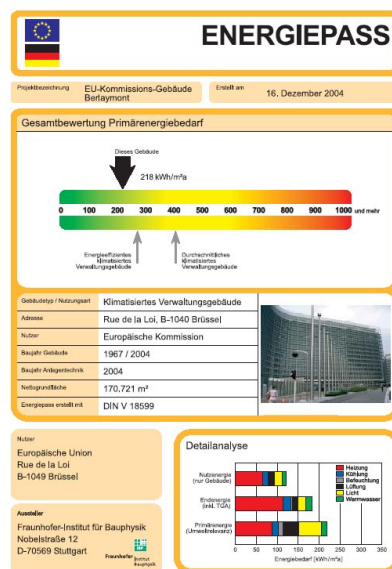 ENERGIEPASS
Projektbezeichnung
EU-Kommissions-Gebäude
Berlaymont
Erstellt am
16. Dezember 2004
Gesamtbewertung Primärenergiebedarf
Dieses Gebäude
218 kWh/m²a
0 100 200 300 400 500 600 700 800 900 1000 und mehr
Energieeffizientes
klimatisiertes
Verwaltungsgebäude
Durchschnittliches
klimatisiertes
Verwaltungsgebäude
Gebäudetyp / Nutzungsart Klimatisiertes Verwaltungsgebäude
Adresse Rue de la Loi, B-1040 Brüssel
Nutzer Europäische Kommission
Baujahr Gebäude 1967 / 2004
Baujahr Anlagentechnik 2004
Nettogrundfläche 170.721 m²
Energiepass erstellt mit DIN V 18599
Nutzer
Europäische Union
Rue de la Loi
B-1049 Brüssel
Aussteller
Fraunhofer-Institut für Bauphysik
Nobelstraße 12
D-70569 Stuttgart
Fraunhofer Institut
Bauphysik
Detailanalyse
Heizung
Kühlung
Befeuchtung
Lüftung
Licht
Warmwasser
Nutzenergie
(nur Gebäude)
Endenergie
(inkl. TGA)
Primärenergie
(Umweltrelevanz)
0 50 100 150 200 250 300 350
Energiebedarf [kWh/m²a]